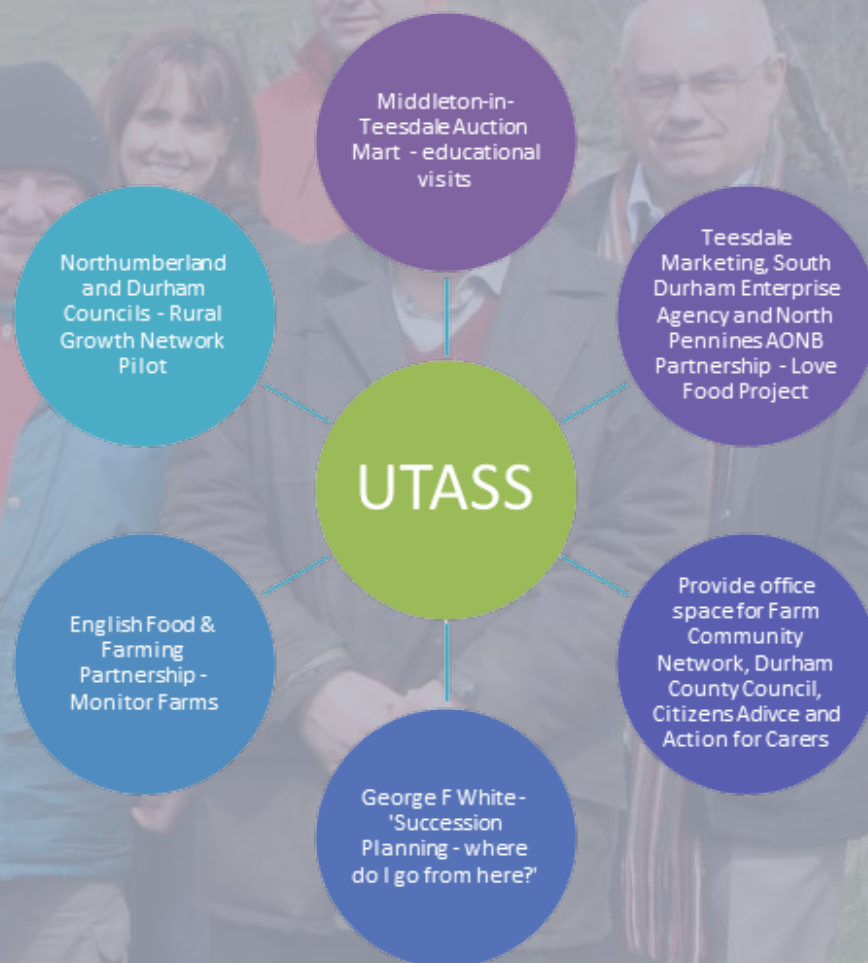 Middleton-in-
Teesdale Auction
Mart - educational
visits
Teesdale
Marketing, South
Durham Enterprise
Agency and North
Pennines AONB
Partnership - Love
Food Project
Provide office
space for Farm
Community
Network, Durham
County Council,
Citizens Adivce and
Action for Carers
George F White -
'Succession
Planning - where
do I go from here?'
English Food &
Farming
Partnership -
Monitor Farms
Northumberland
and Durham
Councils - Rural
Growth Network
Pilot
UTASS